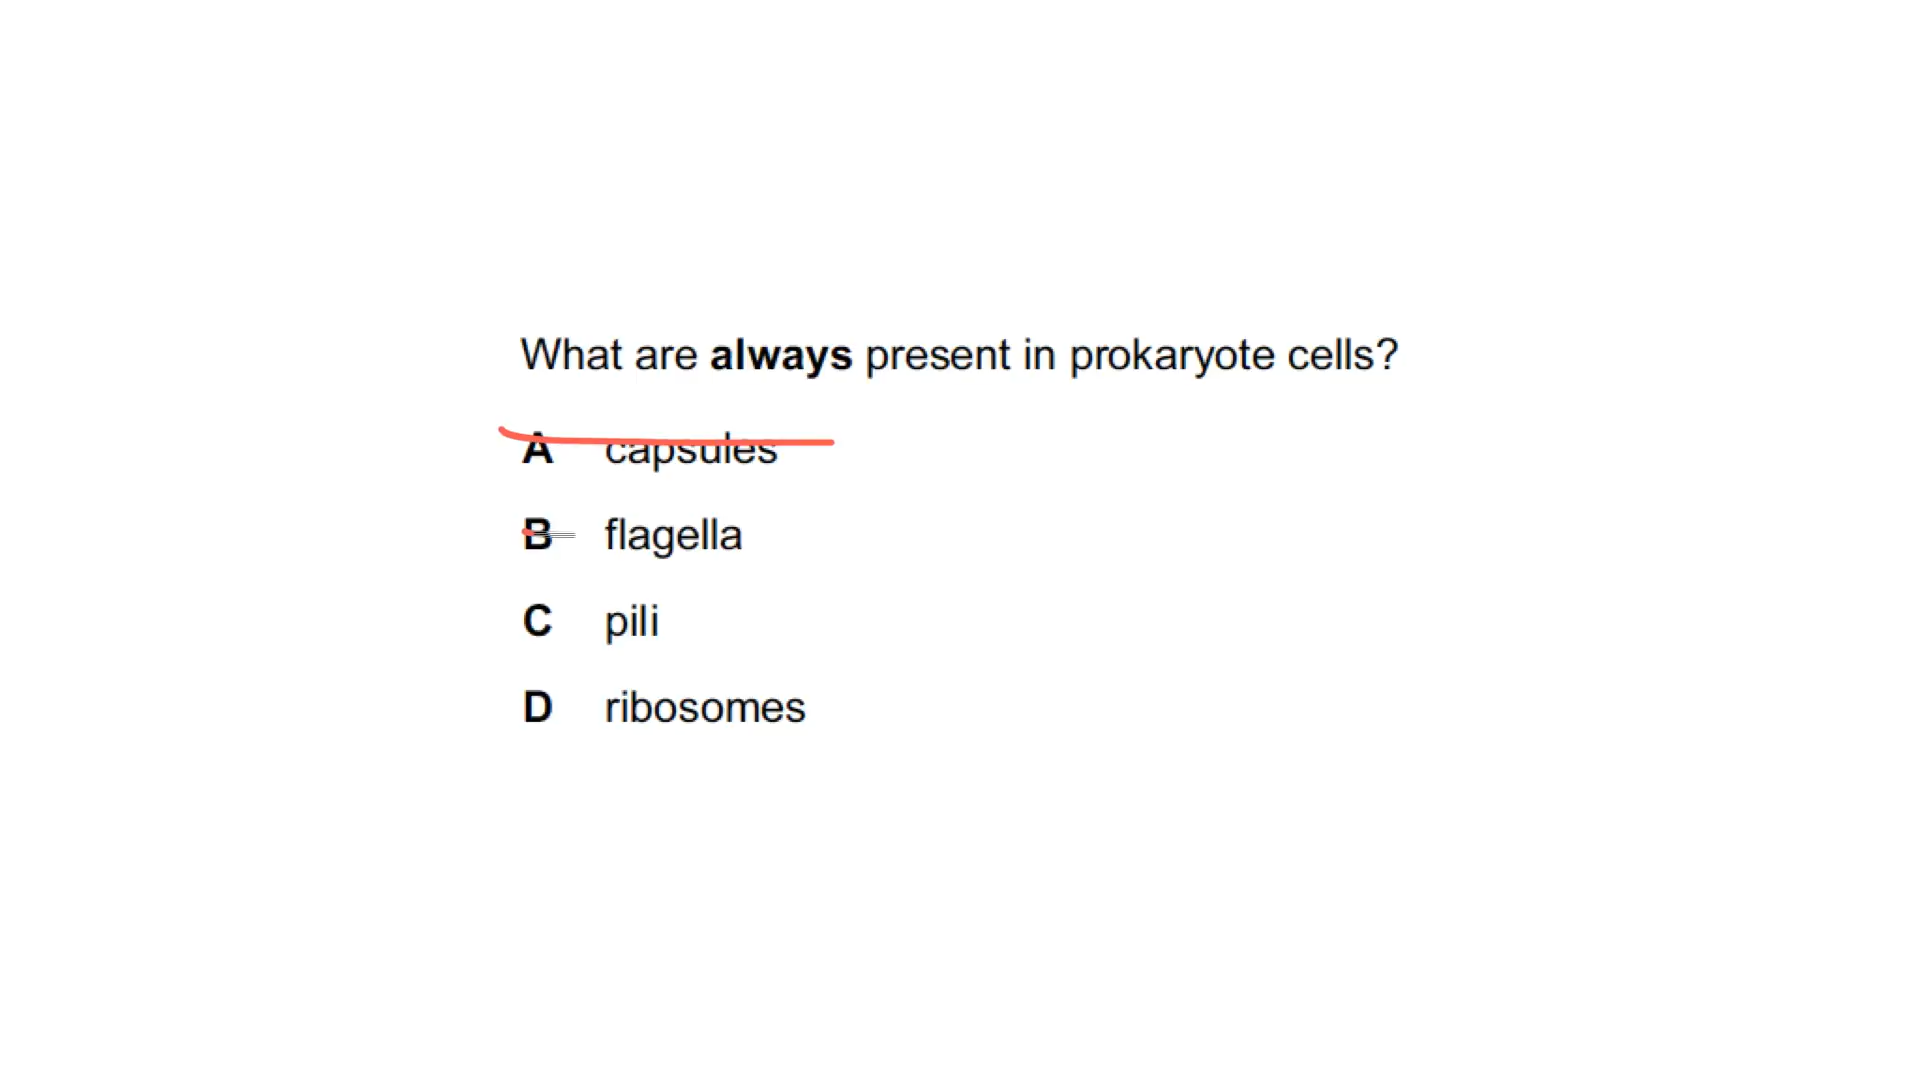 What are always present in prokaryote cells?
A capsules
B flagella
C pili
D ribosomes